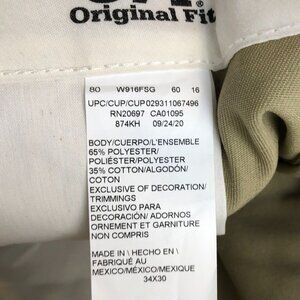 Original Fit
80 W916FSG 60 16
UPC/CUP/CUP029311067496
RN20697 CA01095
874KH 09/24/20
BODY/CUERPO/L'ENSEMBLE
65% POLYESTER/
POLIÉSTER/POLYESTER
35% COTTON/ALGODÓN/
COTON
EXCLUSIVE OF DECORATION/
TRIMMINGS
EXCLUSIVO PARA
DECORACIÓN/ ADORNOS
ORNEMENT ET GARNITURE
NON COMPRIS
MADE IN \ HECHO EN \
FABRIQUÉ AU
MEXICO/MÉXICO/MEXIQUE
34X30